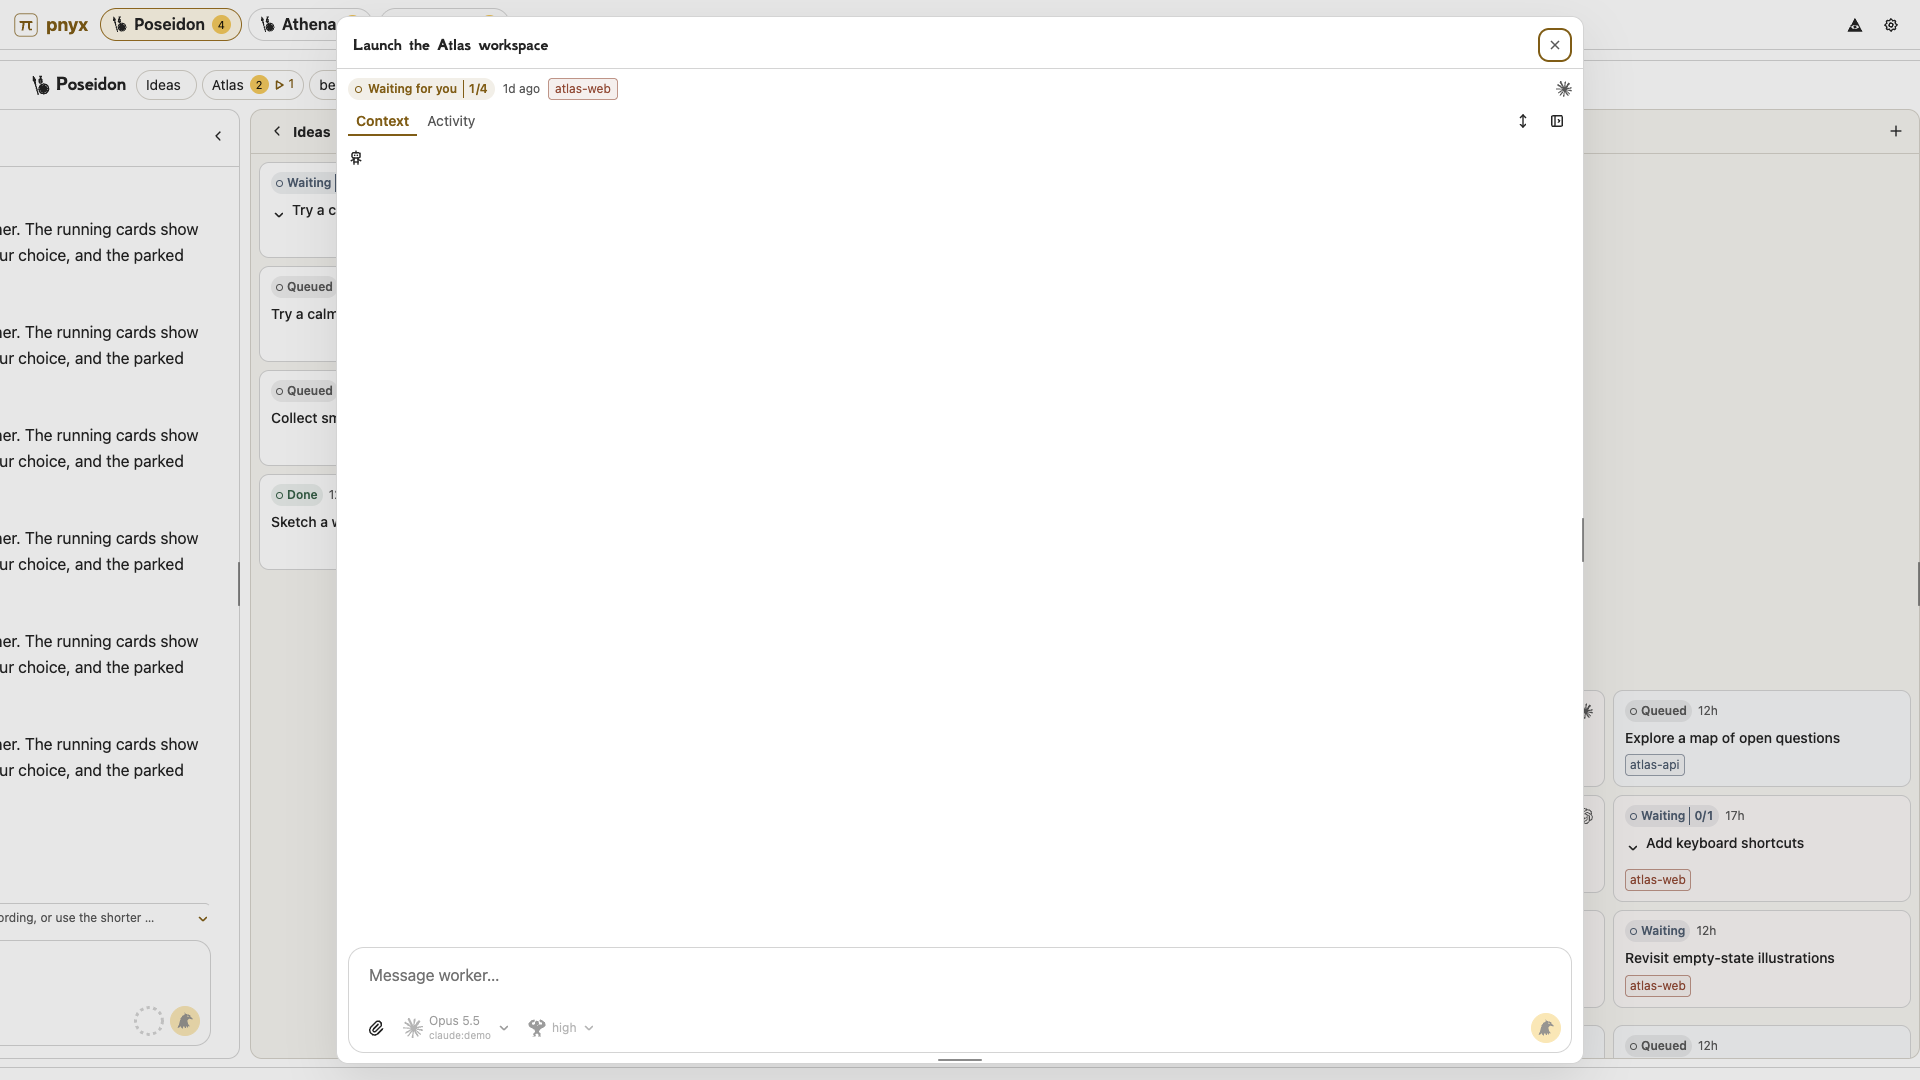 pnyx
Poseidon 4
Athena
Launch the Atlas workspace
Poseidon
Ideas
Atlas 2 1
be
Waiting for you 1/4 1d ago atlas-web
Context Activity
Ideas
Waiting
Try a c
Queued
Try a calm
Queued
Collect sm
Done 1
Sketch a
er. The running cards show
ur choice, and the parked
er. The running cards show
ur choice, and the parked
er. The running cards show
ur choice, and the parked
er. The running cards show
ur choice, and the parked
er. The running cards show
ur choice, and the parked
er. The running cards show
ur choice, and the parked
ording, or use the shorter ...
Message worker...
Opus 5.5
claude:demo
high
Queued 12h
Explore a map of open questions
atlas-api
Waiting 0/1 17h
Add keyboard shortcuts
atlas-web
Waiting 12h
Revisit empty-state illustrations
atlas-web
Queued 12h